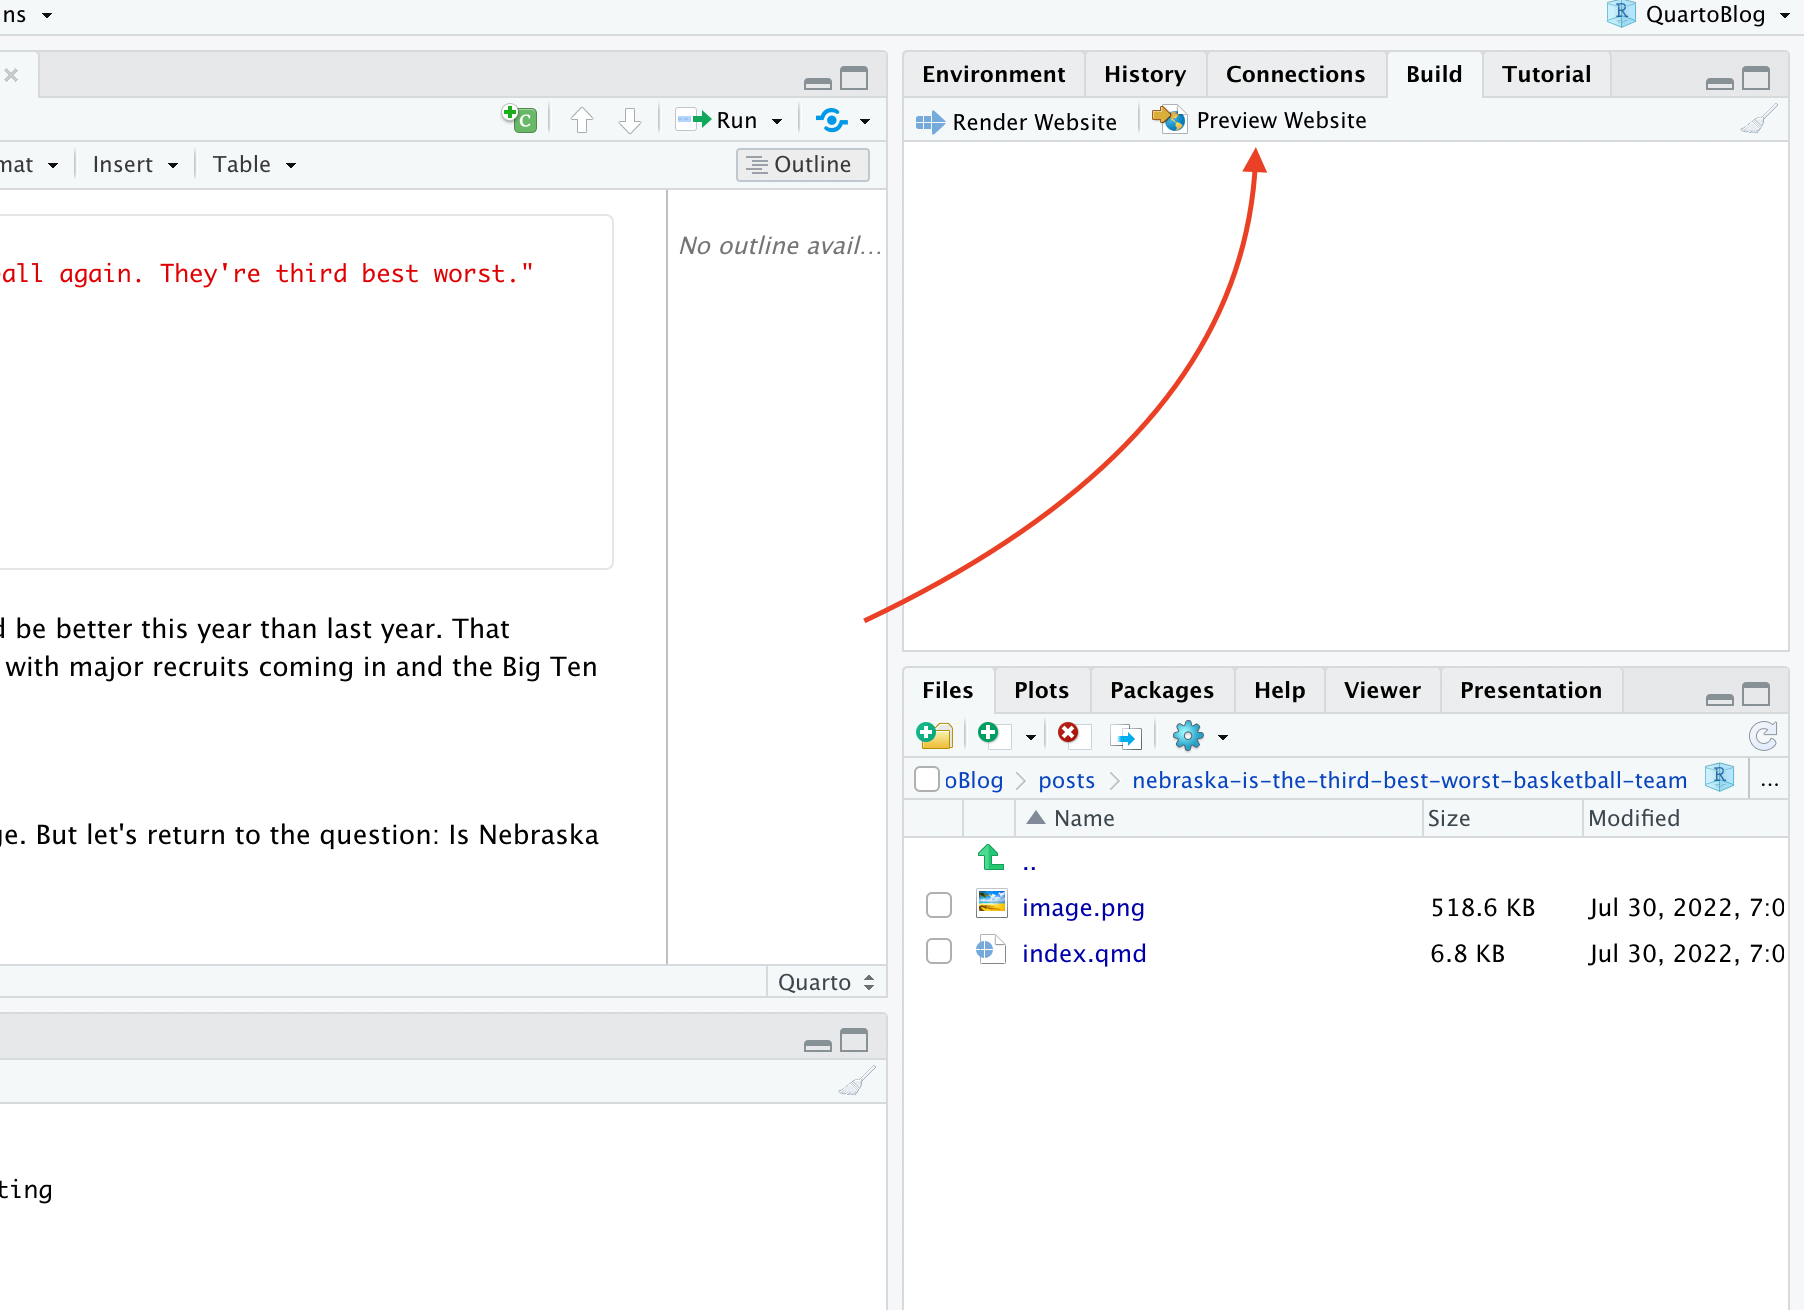 ns
QuartoBlog
Environment History Connections Build Tutorial
C Run
Render Website Preview Website
mat Insert Table Outline
No outline avail...
all again. They're third best worst."
d be better this year than last year. That
with major recruits coming in and the Big Ten
ge. But let's return to the question: Is Nebraska
Quarto
ting
Files Plots Packages Help Viewer Presentation
oBlog posts nebraska-is-the-third-best-worst-basketball-team R ...
Name Size Modified
..
image.png 518.6 KB Jul 30, 2022, 7:0
index.qmd 6.8 KB Jul 30, 2022, 7:0